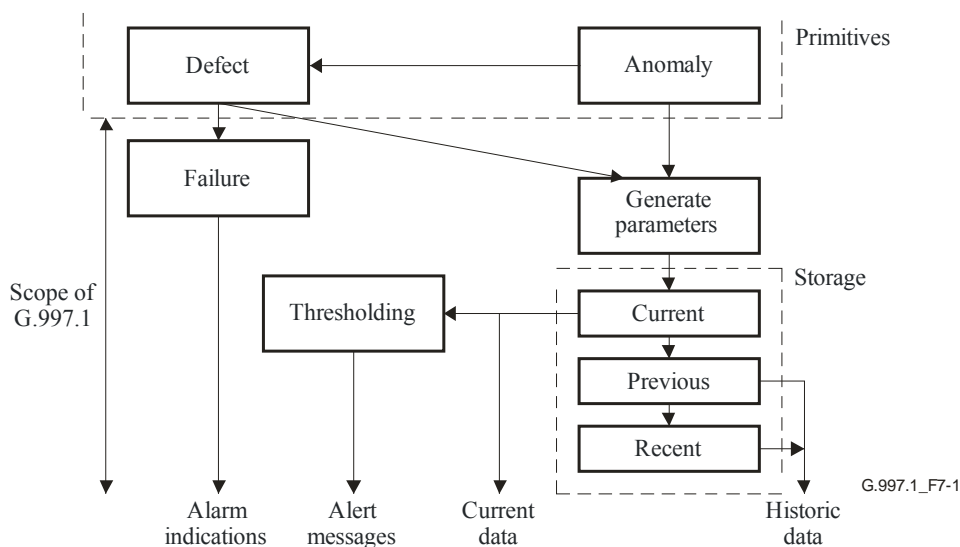 Primitives
Defect
Anomaly
Failure
Generate
parameters
Scope of
G.997.1
Storage
Thresholding
Current
Previous
Recent
G.997.1_F7-1
Alarm
indications
Alert
messages
Current
data
Historic
data